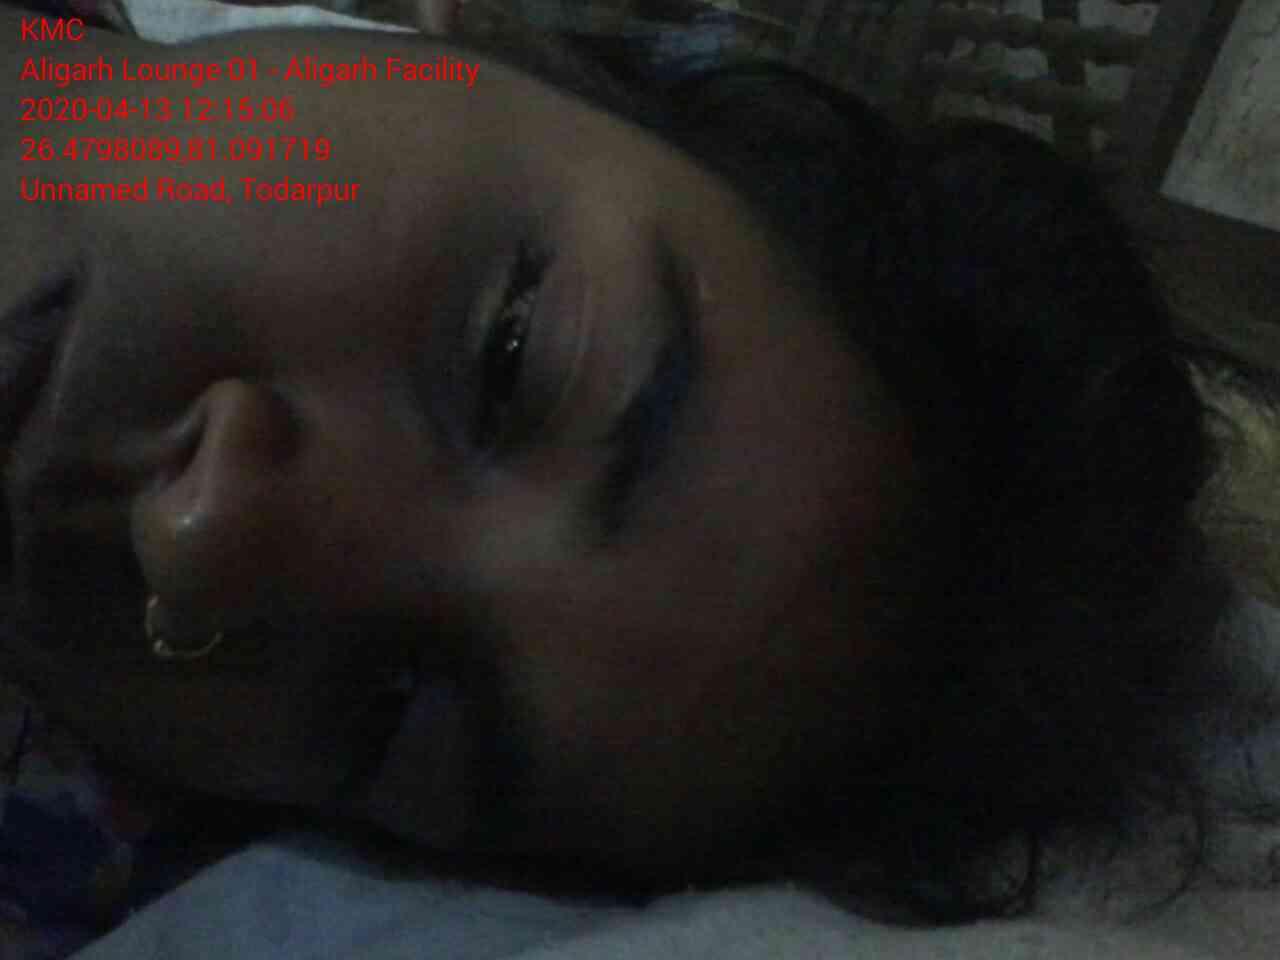 KMC
Aligarh Lounge 01 - Aligarh Facility
2020-04-13 12:15:06
26.4798089,81.091719
Unnamed Road, Todarpur